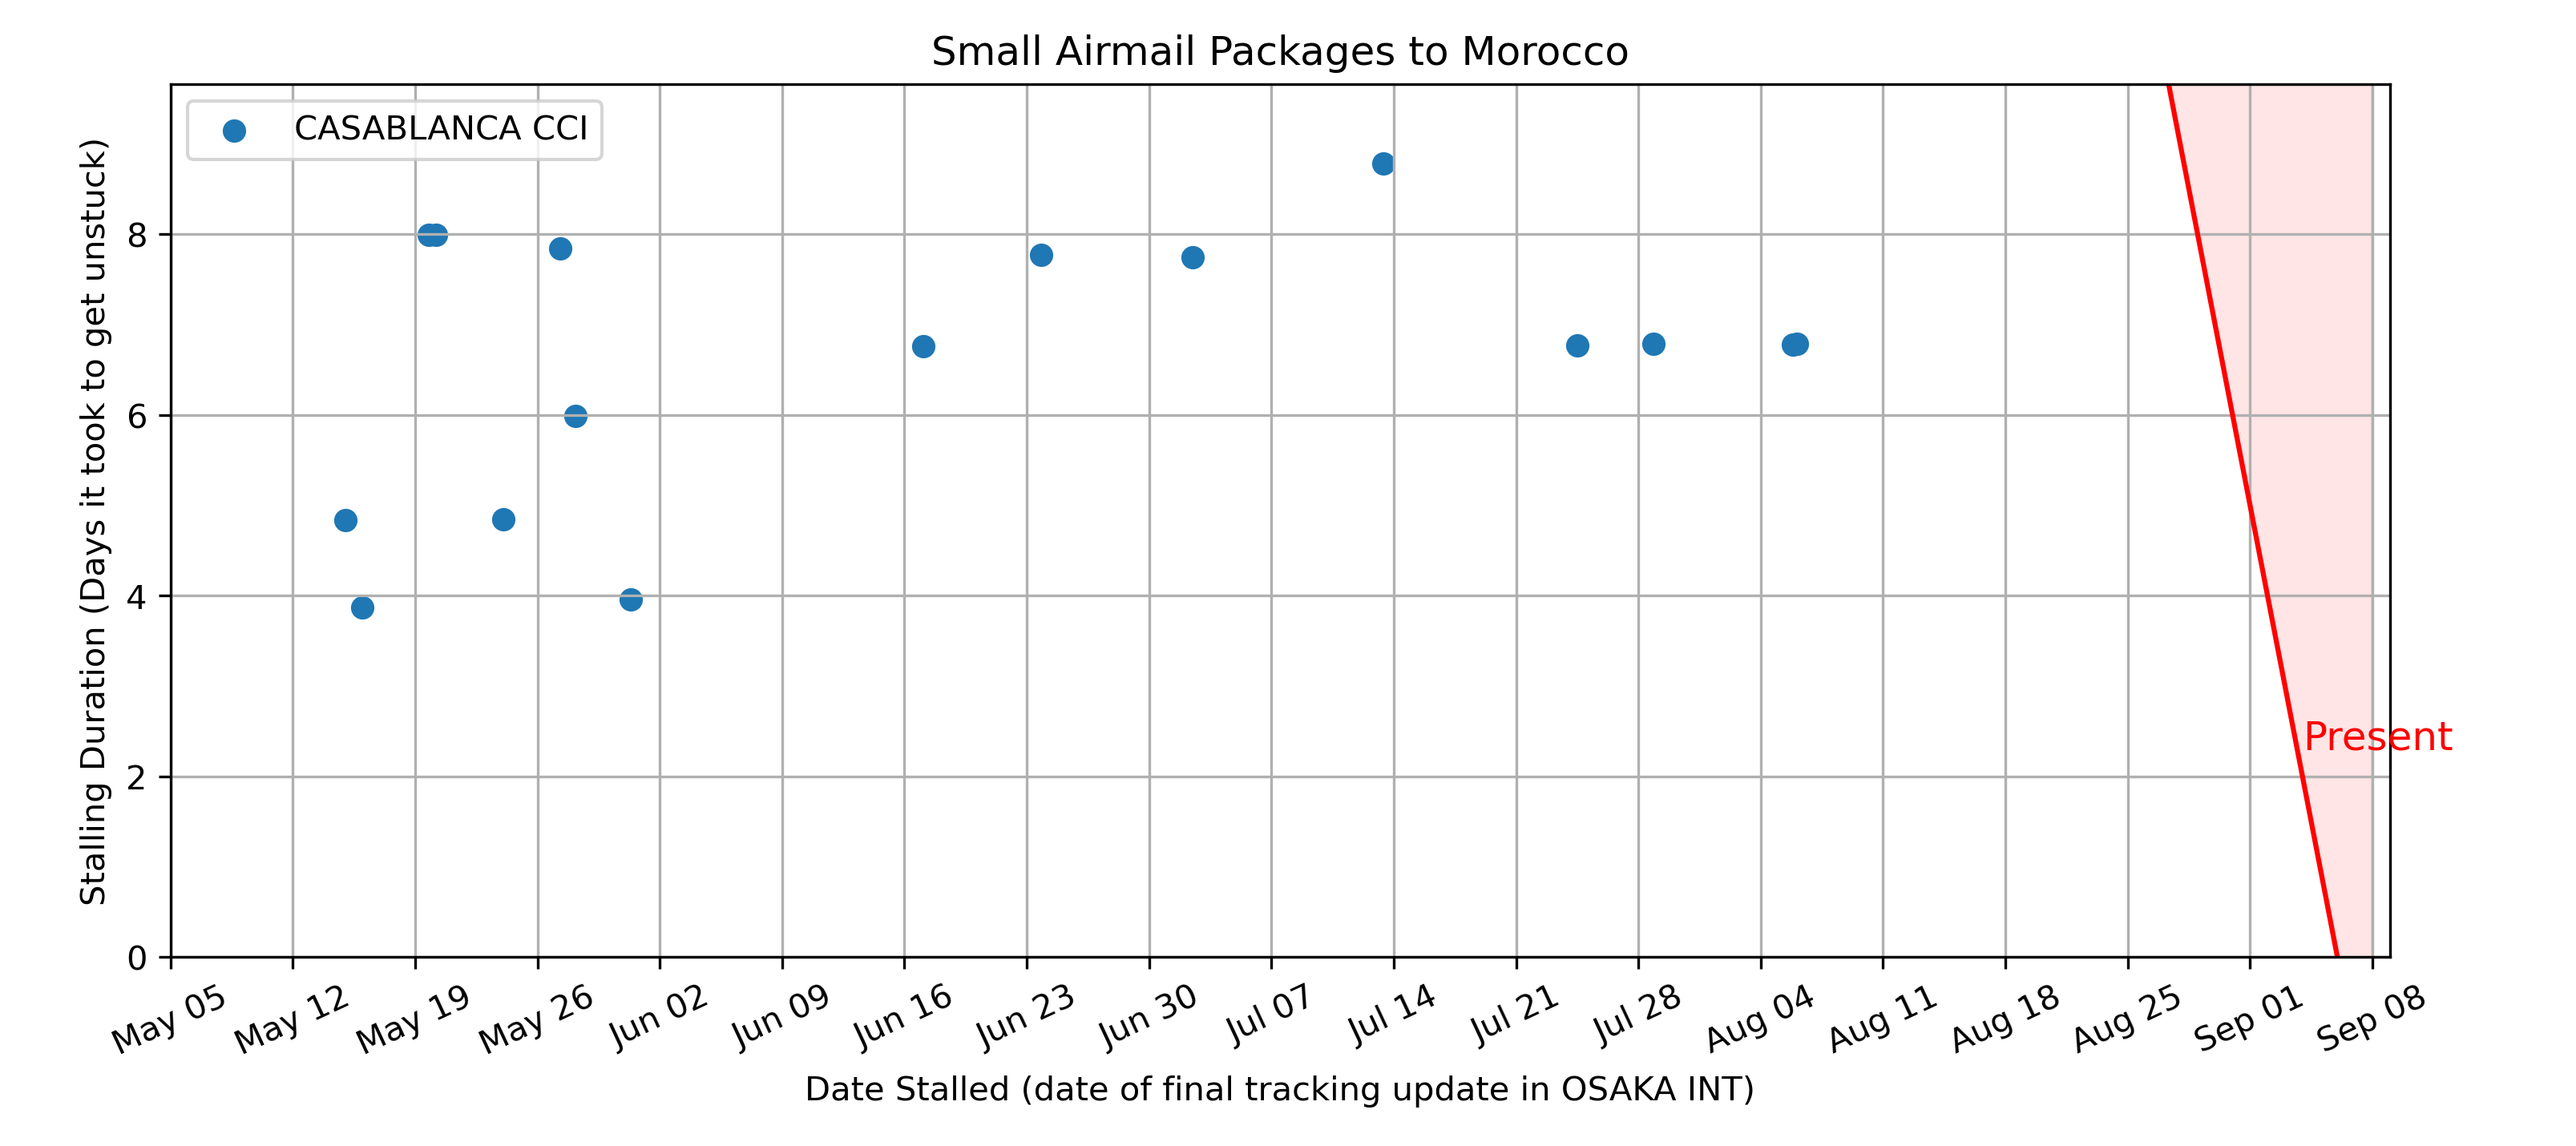 Small Airmail Packages to Morocco
CASABLANCA CCI
Stalling Duration (Days it took to get unstuck)
8
6
4
2
0
Present
May 05
May 12
May 19
May 26
Jun 02
Jun 09
Jun 16
Jun 23
Jun 30
Jul 07
Jul 14
Jul 21
Jul 28
Aug 04
Aug 11
Aug 18
Aug 25
Sep 01
Sep 08
Date Stalled (date of final tracking update in OSAKA INT)